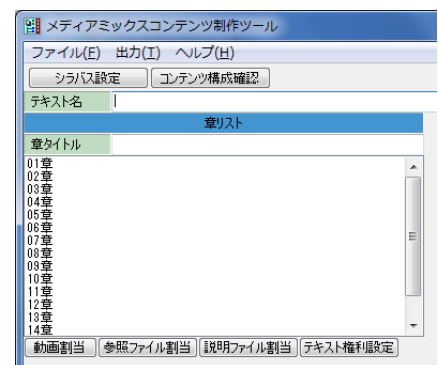 メディアミックスコンテンツ制作ツール
ファイル(F) 出力(T) ヘルプ(H)
シラバス設定 コンテンツ構成確認
テキスト名
章リスト
章タイトル
01章
02章
03章
04章
05章
06章
07章
08章
09章
10章
11章
12章
13章
14章
動画割当 参照ファイル割当 説明ファイル割当 テキスト権利設定